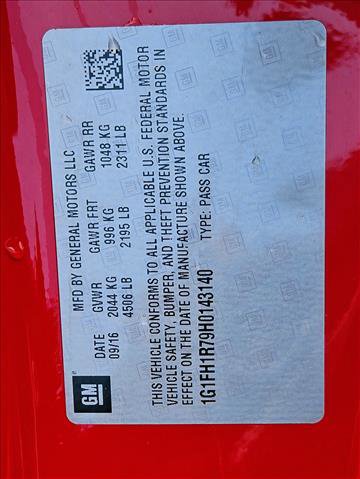 MFD BY GENERAL MOTORS LLC
DATE GVWR GAWR FRT GAWR RR
09/16 2044 KG 996 KG 1048 KG
4506 LB 2195 LB 2311 LB
GM
THIS VEHICLE CONFORMS TO ALL APPLICABLE U.S. FEDERAL MOTOR
VEHICLE SAFETY, BUMPER, AND THEFT PREVENTION STANDARDS IN
EFFECT ON THE DATE OF MANUFACTURE SHOWN ABOVE.
1G1FH1R79H0143140 TYPE: PASS CAR